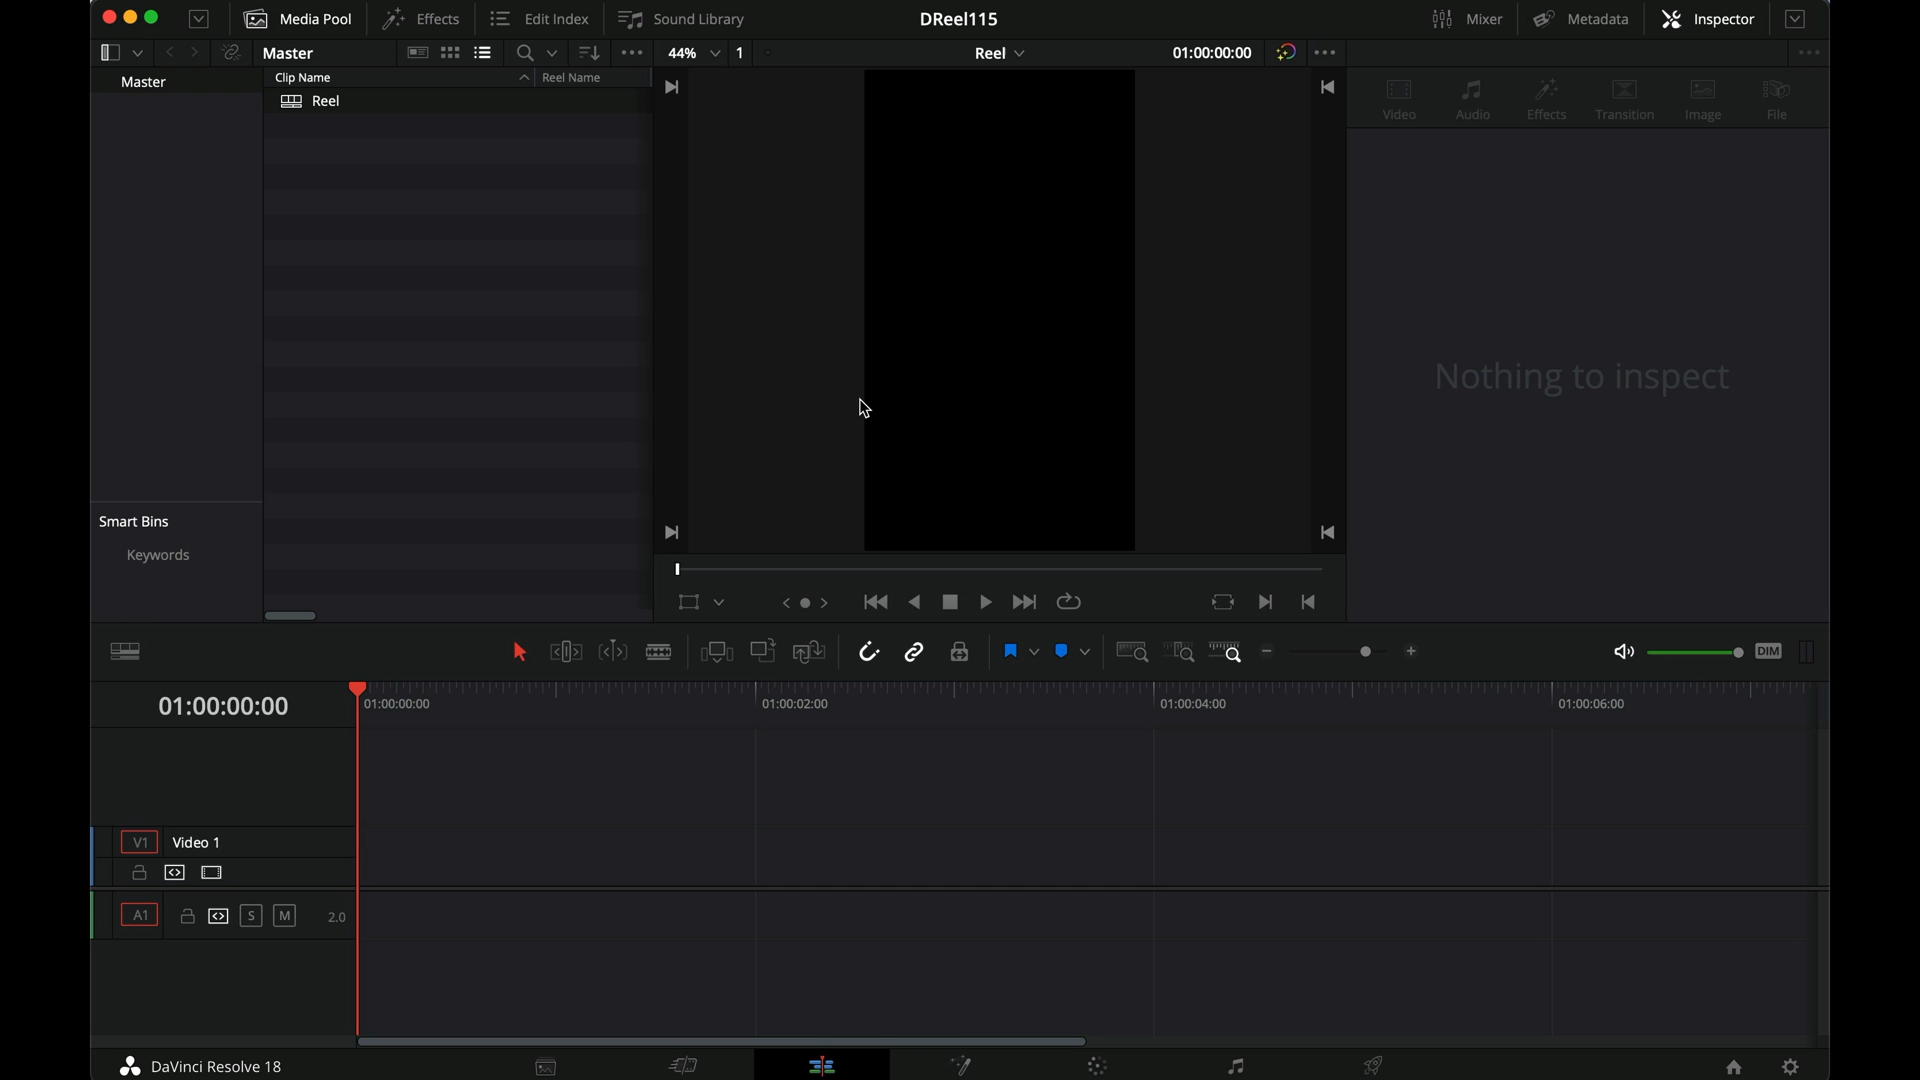 Media Pool Effects Edit Index Sound Library DReel115 Mixer Metadata Inspector
Master 44% 1 Reel 01:00:00:00
Master Clip Name Reel Name
Reel
Video Audio Effects Transition Image File
Nothing to inspect
Smart Bins
Keywords
DIM
01:00:00:00 01:00:00:00 01:00:02:00 01:00:04:00 01:00:06:00
V1 Video 1
A1 S M 2.0
DaVinci Resolve 18